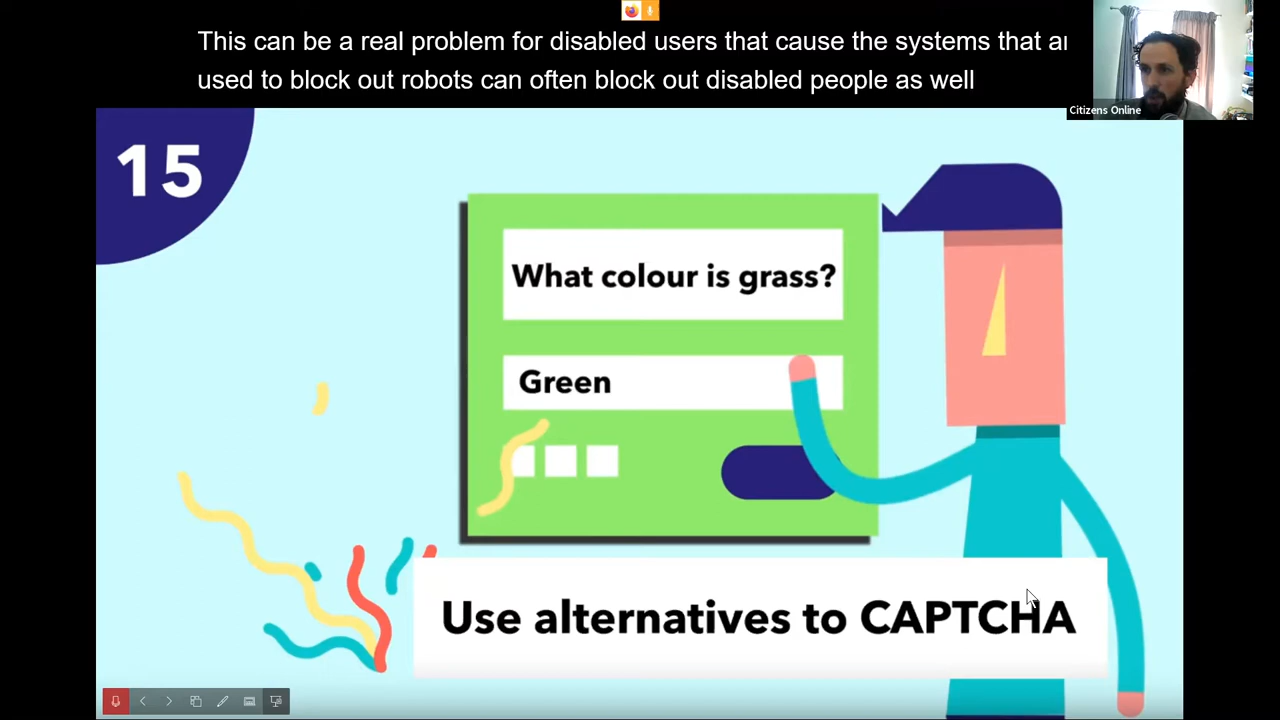 This can be a real problem for disabled users that cause the systems that
used to block out robots can often block out disabled people as well
Citizens Online
15
What colour is grass?
Green
Use alternatives to CAPTCHA